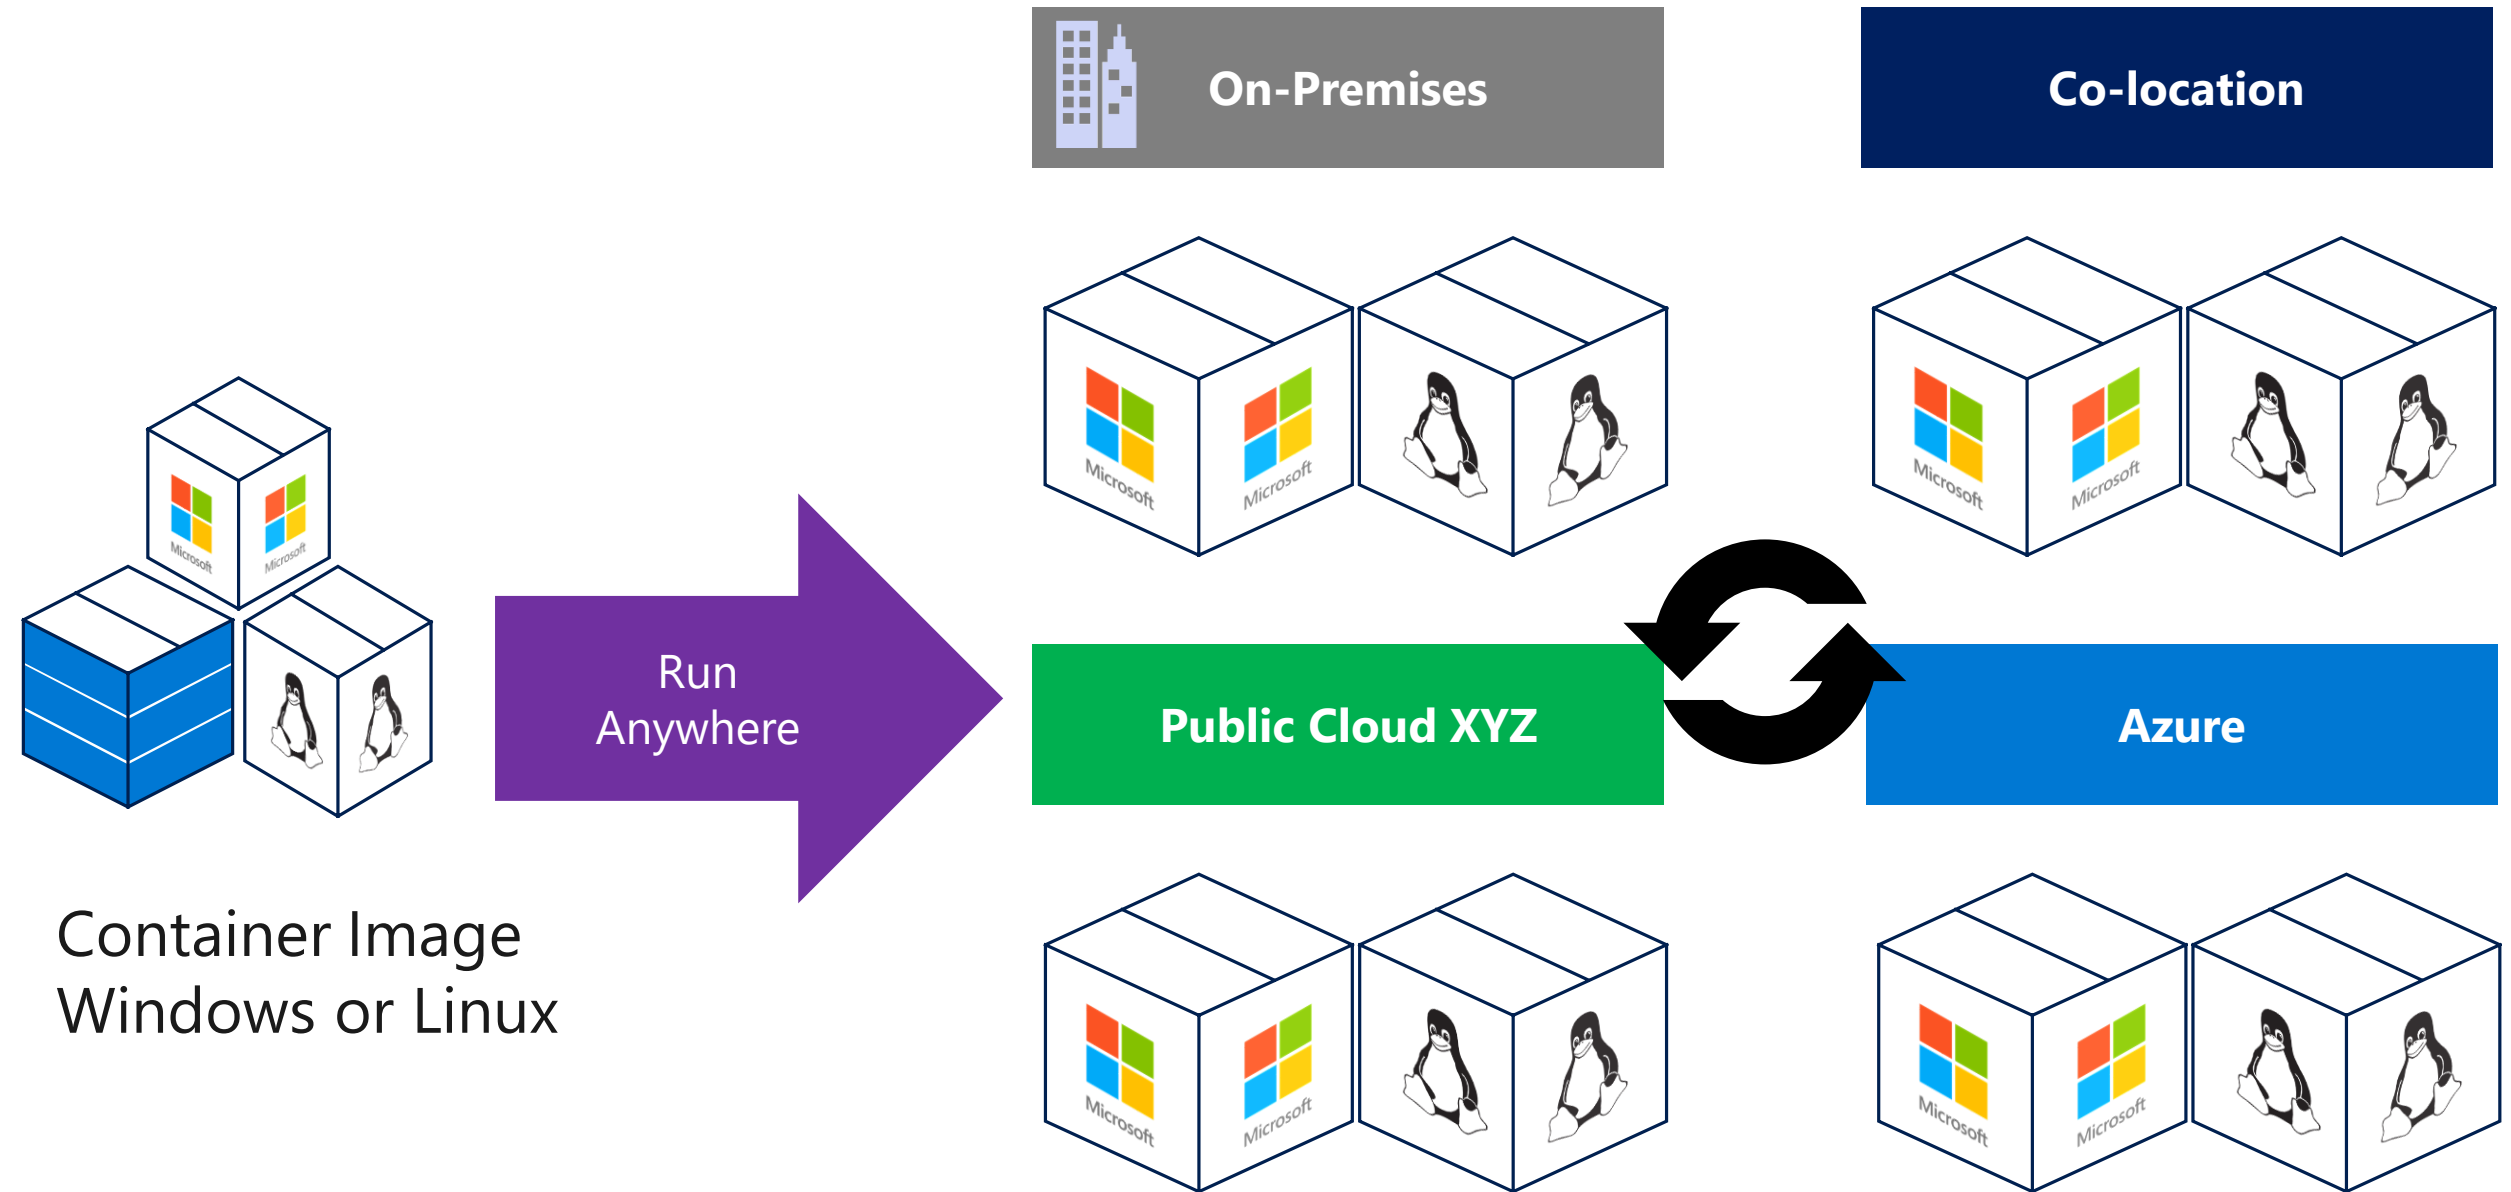 On-Premises
Co-location
Microsoft
Microsoft
Microsoft
Microsoft
Microsoft
Microsoft
Run
Anywhere
Public Cloud XYZ
Azure
Container Image
Windows or Linux
Microsoft
Microsoft
Microsoft
Microsoft